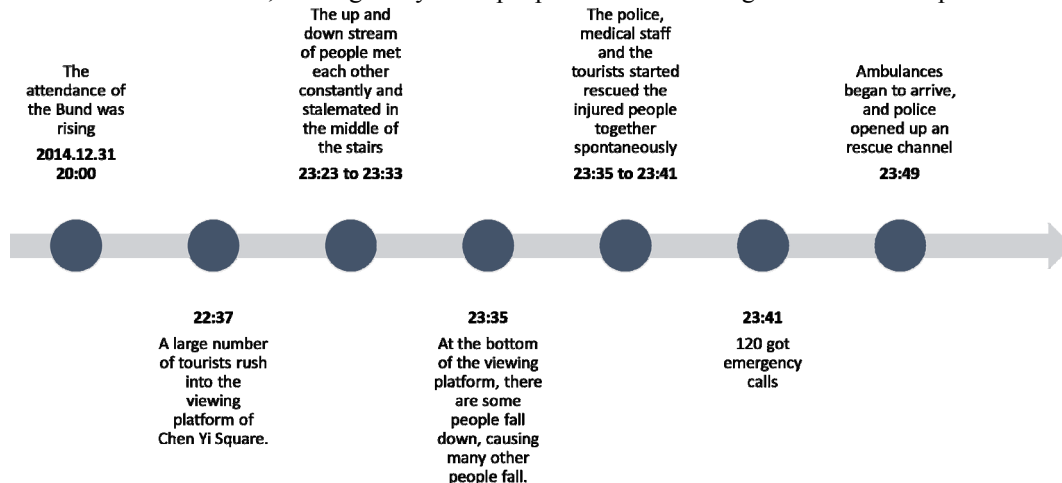 The
attendance of
the Bund was
rising
2014.12.31
20:00
22:37
A large number
of tourists rush
into the
viewing
platform of
Chen Yi Square.
The up and
down stream
of people met
each other
constantly and
stalemated in
the middle of
the stairs
23:23 to 23:33
23:35
At the bottom
of the viewing
platform, there
are some
people fall
down, causing
many other
people fall.
The police,
medical staff
and the
tourists started
rescued the
injured people
together
spontaneously
23:35 to 23:41
23:41
120 got
emergency
calls
Ambulances
began to arrive,
and police
opened up an
rescue channel
23:49